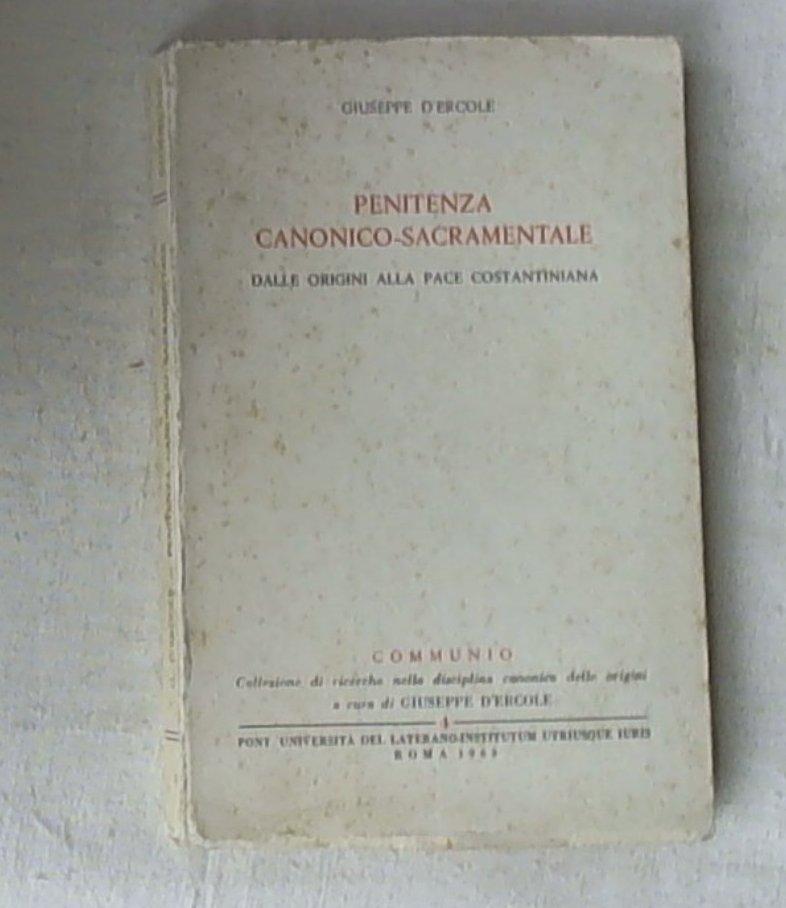 GIUSEPPE D'ERCOLE
PENITENZA
CANONICO-SACRAMENTALE
DALLE ORIGINI ALLA PACE COSTANTINIANA
COMMUNIO
Collezione di ricerche nella disciplina canonica delle origini
a cura di GIUSEPPE D'ERCOLE
4
PONT UNIVERSITÀ DEL LATERANO-INSTITUTUM UTRIUSQUE IURIS
ROMA